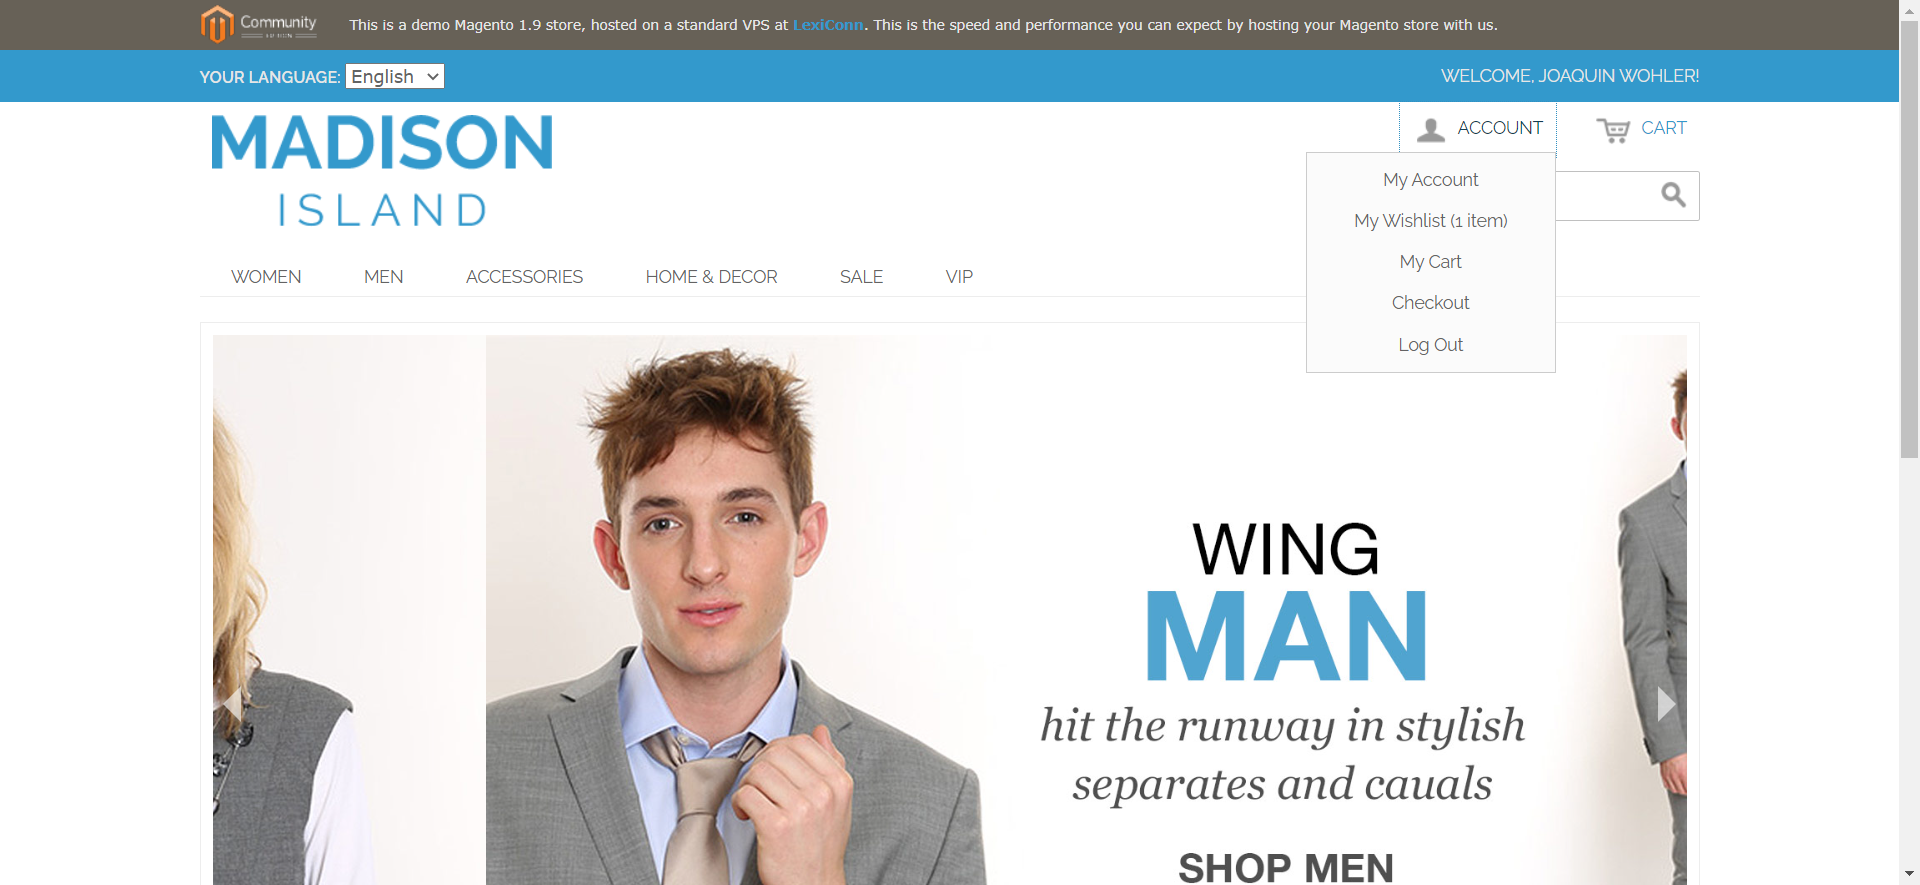 Community
This is a demo Magento 1.9 store, hosted on a standard VPS at LexiConn. This is the speed and performance you can expect by hosting your Magento store with us.
YOUR LANGUAGE: English
WELCOME, JOAQUIN WOHLER!
MADISON
ISLAND
ACCOUNT
CART
My Account
My Wishlist (1 item)
My Cart
Checkout
Log Out
WOMEN
MEN
ACCESSORIES
HOME & DECOR
SALE
VIP
WING
MAN
hit the runway in stylish
separates and cauals
SHOP MEN